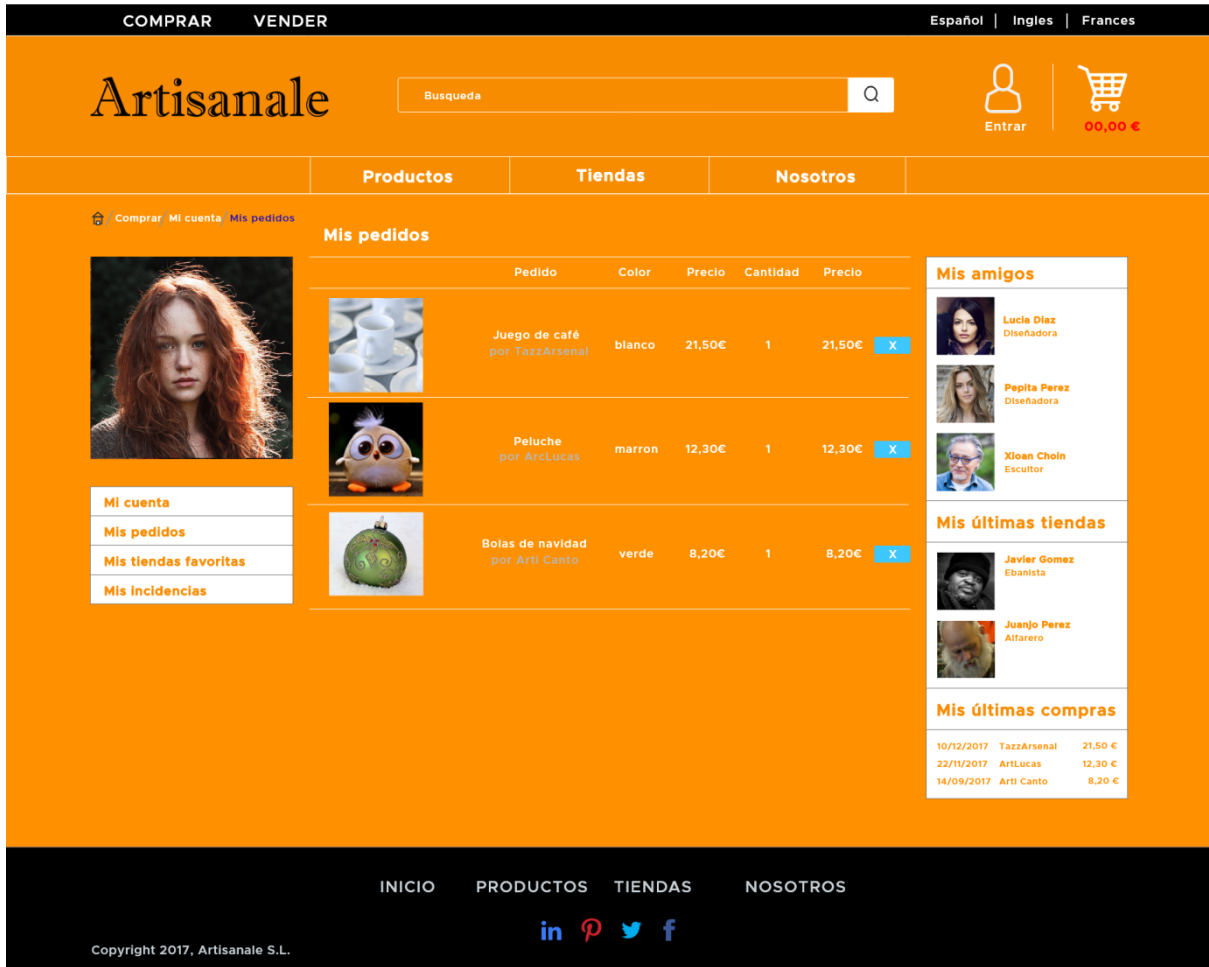 COMPRAR VENDER Español | Ingles | Frances
Artisanale
Busqueda
Entrar 00,00 €
Productos Tiendas Nosotros
/ Comprar/ Mi cuenta/ Mis pedidos
Mis pedidos
Pedido Color Precio Cantidad Precio
Juego de café
por TazzArsenal
blanco 21,50€ 1 21,50€ X
Peluche
por ArcLucas
marron 12,30€ 1 12,30€ X
Bolas de navidad
por Arti Canto
verde 8,20€ 1 8,20€ X
Mi cuenta
Mis pedidos
Mis tiendas favoritas
Mis incidencias
Mis amigos
Lucia Diaz
Diseñadora
Pepita Perez
Diseñadora
Xioan Choin
Escultor
Mis últimas tiendas
Javier Gomez
Ebanista
Juanjo Perez
Alfarero
Mis últimas compras
10/12/2017 TazzArsenal 21,50 €
22/11/2017 ArtLucas 12,30 €
14/09/2017 Arti Canto 8,20 €
INICIO PRODUCTOS TIENDAS NOSOTROS
Copyright 2017, Artisanale S.L.